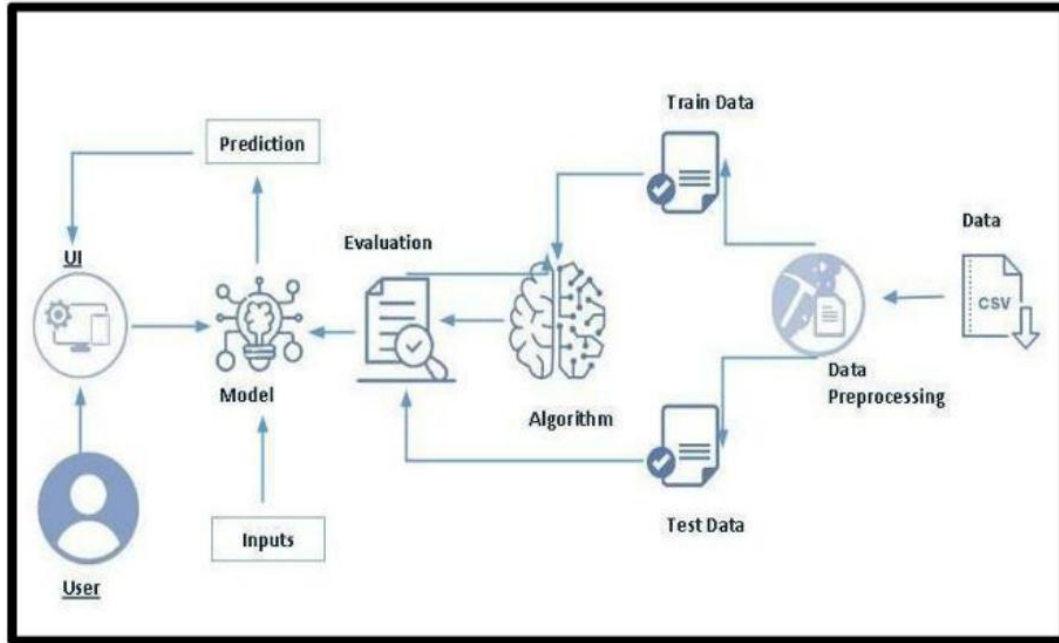 Train Data
Prediction
Data
Evaluation
UI
CSV
Model
Data
Preprocessing
Algorithm
Test Data
Inputs
User